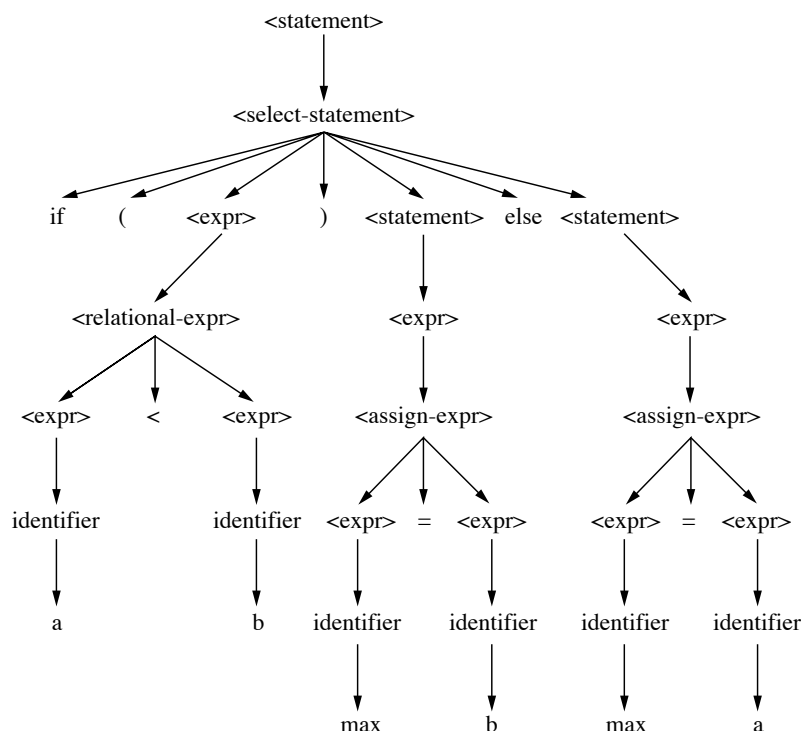 <statement>
<select-statement>
if ( <expr> ) <statement> else <statement>
<relational-expr> <expr> <expr>
<expr> < <expr> <assign-expr> <assign-expr>
identifier identifier <expr> = <expr> <expr> = <expr>
a b identifier identifier identifier identifier
max b max a